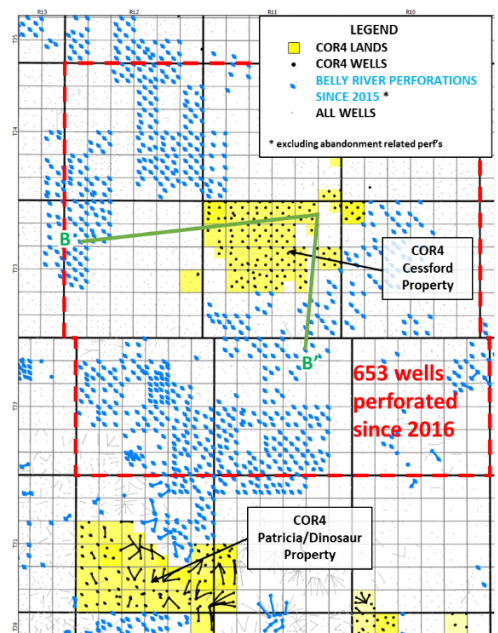 R13
R12
R11
R10
T25
T24
T23
T22
T21
T20
LEGEND
COR4 LANDS
COR4 WELLS
BELLY RIVER PERFORATIONS
SINCE 2015 *
ALL WELLS
* excluding abandonment related perf's
B
COR4
Cessford
Property
B'
653 wells
perforated
since 2016
COR4
Patricia/Dinosaur
Property